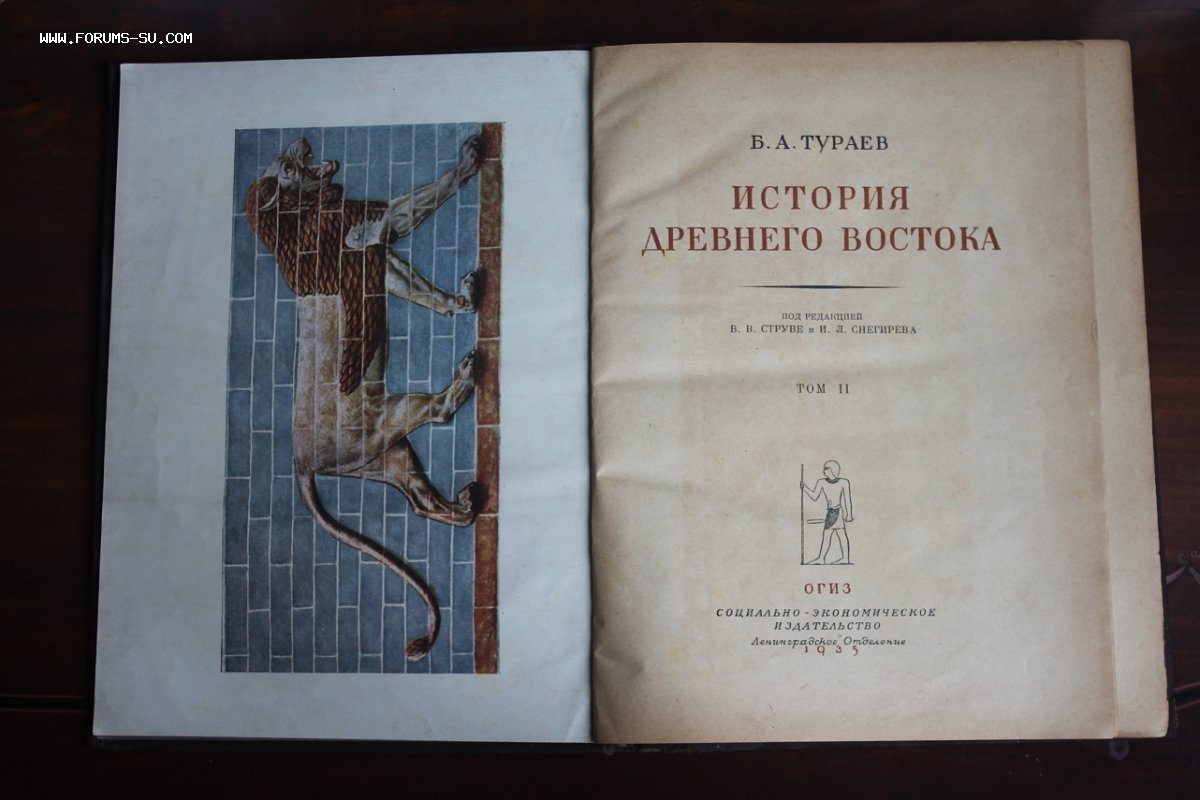 WWW.FORUMS-SU.COM
Б. А. ТУРАЕВ
ИСТОРИЯ
ДРЕВНЕГО ВОСТОКА
ПОД РЕДАКЦИЕЙ
В. В. СТРУВЕ и И. Л. СНЕГИРЕВА
ТОМ II
ОГИЗ
СОЦИАЛЬНО-ЭКОНОМИЧЕСКОЕ
ИЗДАТЕЛЬСТВО
Ленинградское Отделение
1935